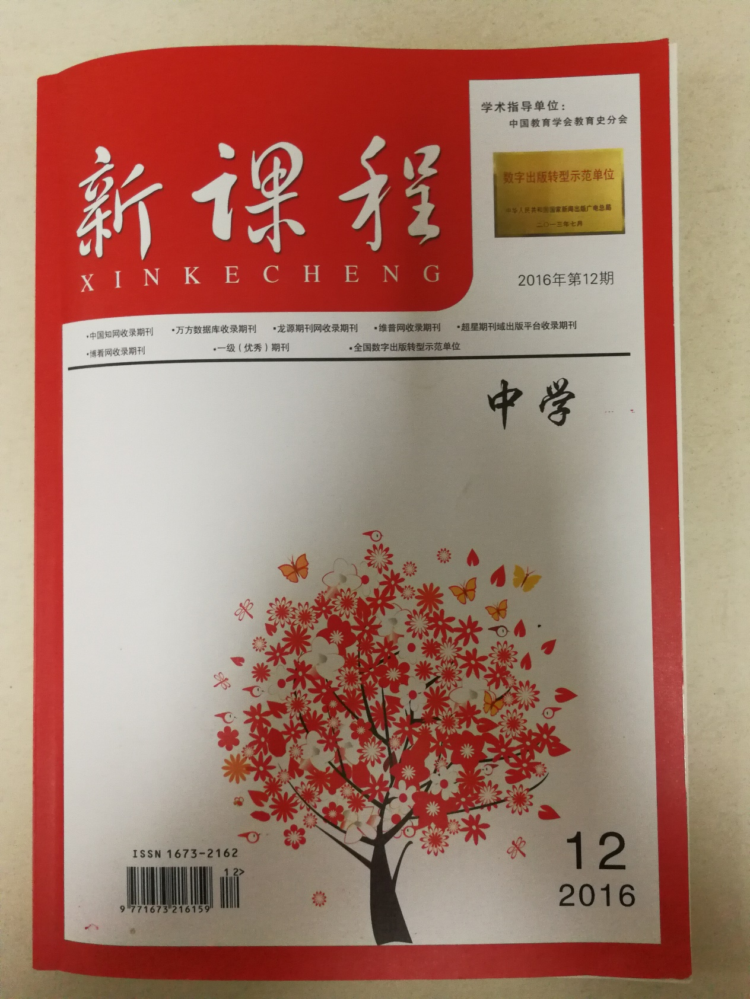 学术指导单位：
中国教育学会教育史分会
数字出版转型示范单位
中华人民共和国国家新闻出版广电总局
二〇一三年七月
新课程
XINKECHENG
2016年第12期
▪中国知网收录期刊 ▪万方数据库收录期刊 ▪龙源期刊网收录期刊 ▪维普网收录期刊 ▪超星期刊域出版平台收录期刊
▪博看网收录期刊 ▪一级（优秀）期刊 ▪全国数字出版转型示范单位
中学
ISSN 1673-2162
12>
9 771673 216159
12
2016